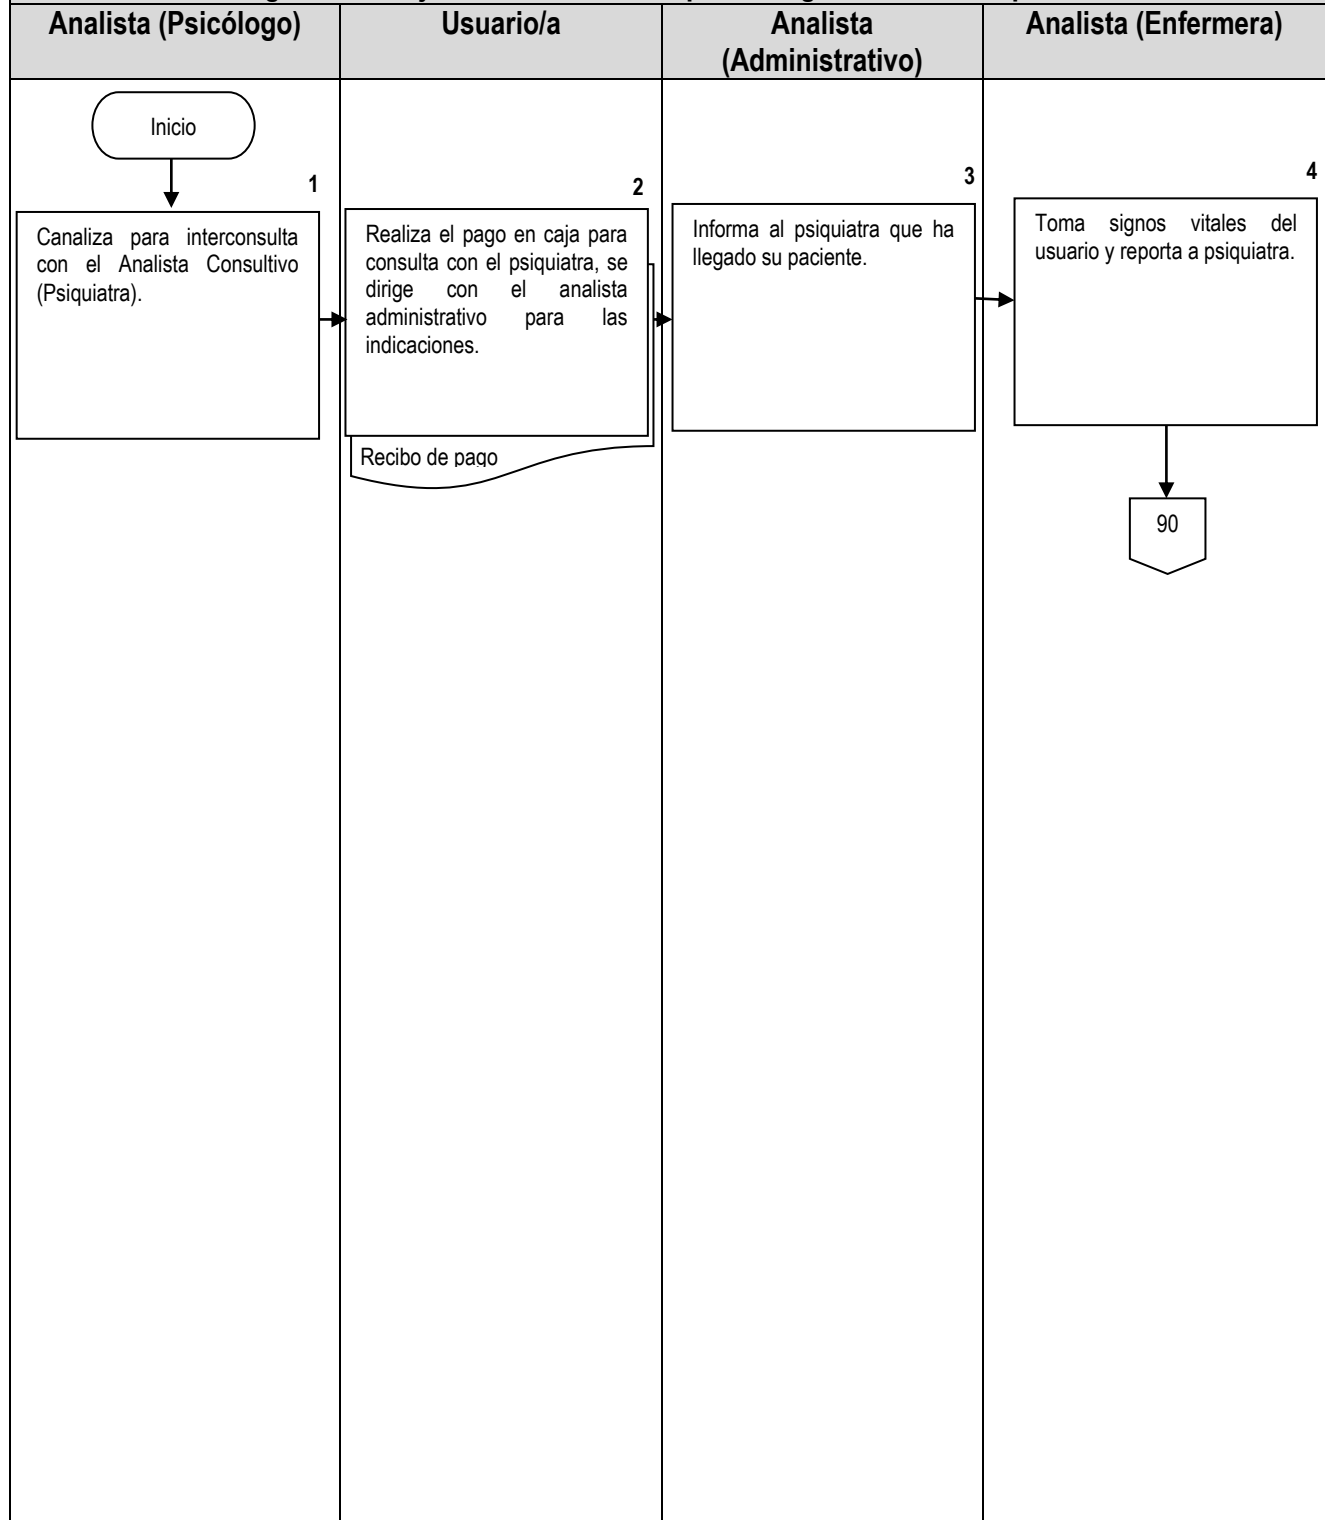 Analista (Psicólogo)
Usuario/a
Analista
(Administrativo)
Analista (Enfermera)
Inicio
1
Canaliza para interconsulta
con el Analista Consultivo
(Psiquiatra).
2
Realiza el pago en caja para
consulta con el psiquiatra, se
dirige con el analista
administrativo para las
indicaciones.
Recibo de pago
3
Informa al psiquiatra que ha
llegado su paciente.
4
Toma signos vitales del
usuario y reporta a psiquiatra.
90